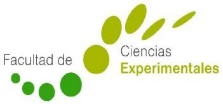 Facultad de
Ciencias
Experimentales